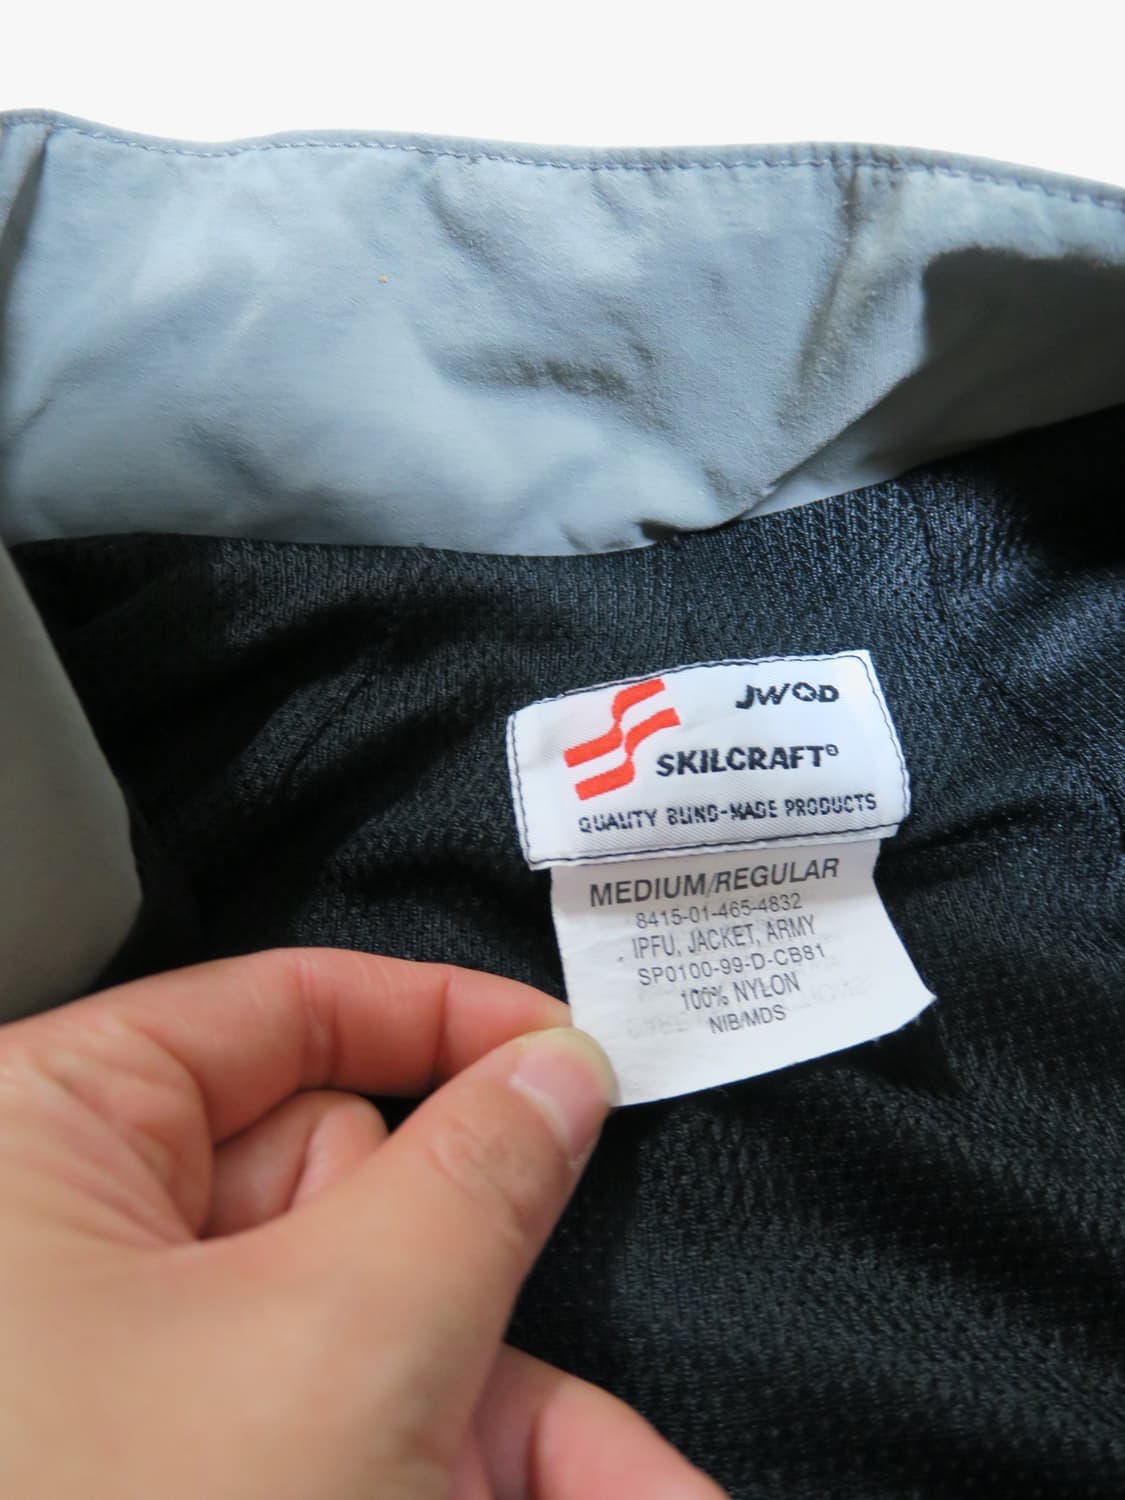 JWOD
SKILCRAFT®
QUALITY BLIND-MADE PRODUCTS
MEDIUM/REGULAR
8415-01-465-4832
IPFU, JACKET, ARMY
SP0100-99-D-CB81
100% NYLON
NIB/MDS